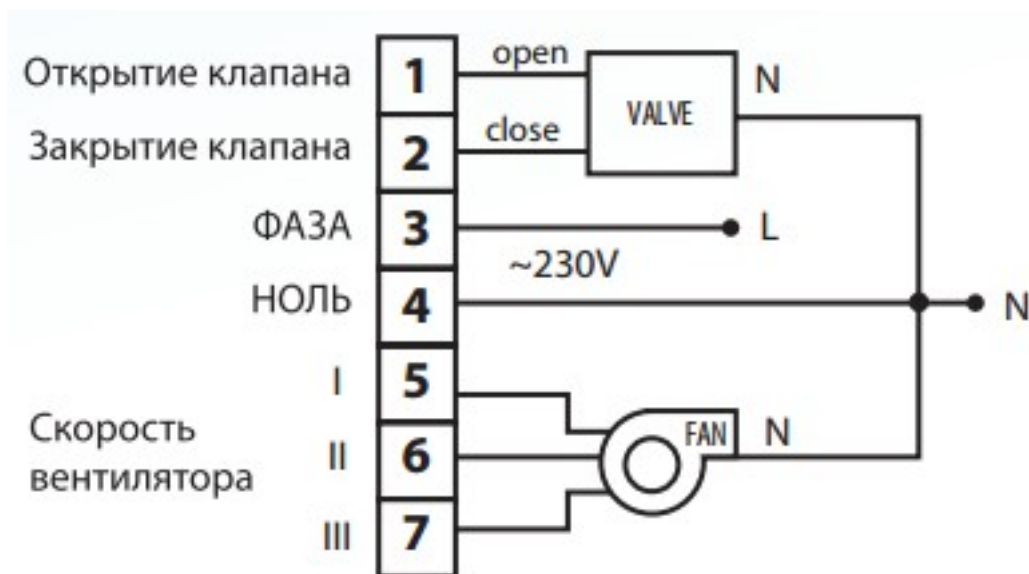 Открытие клапана 1 open VALVE N
Закрытие клапана 2 close
ФАЗА 3 L
~230V
НОЛЬ 4 N
I 5
Скорость
вентилятора
II 6 FAN N
III 7